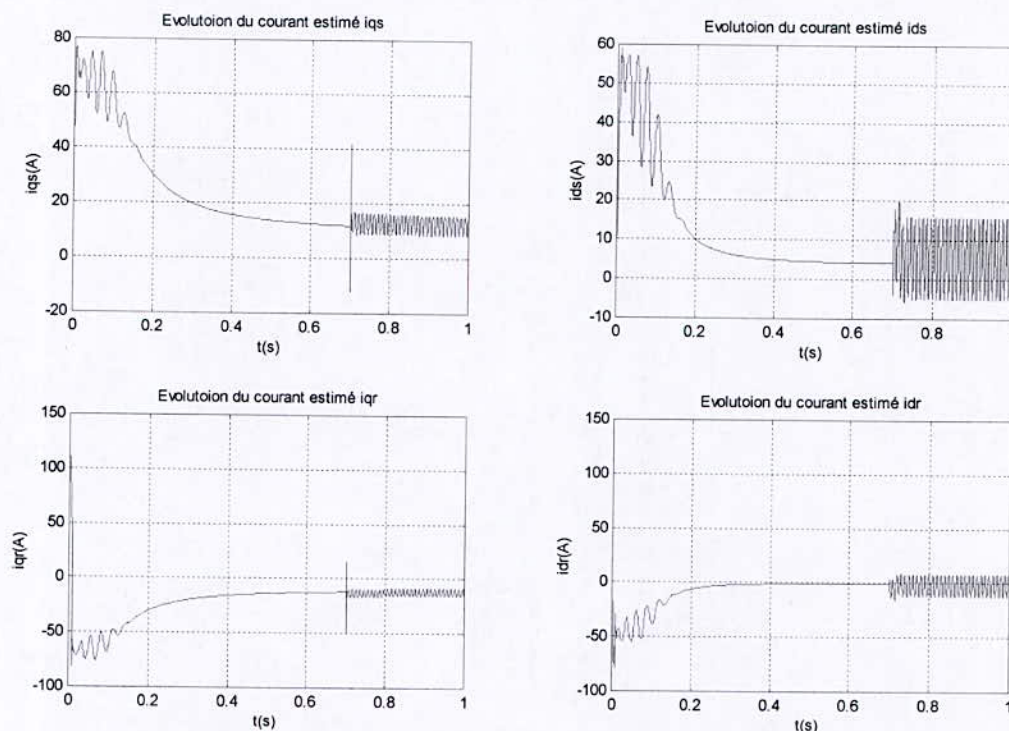 Evolutoion du courant estimé iqs
80
60
40
20
0
-20
iqs(A)
0 0.2 0.4 0.6 0.8 1
t(s)
Evolutoion du courant estimé ids
60
50
40
30
20
10
0
-10
ids(A)
0 0.2 0.4 0.6 0.8
t(s)
Evolutoion du courant estimé iqr
150
100
50
0
-50
-100
iqr(A)
0 0.2 0.4 0.6 0.8 1
t(s)
Evolutoion du courant estimé idr
150
100
50
0
-50
-100
idr(A)
0 0.2 0.4 0.6 0.8 1
t(s)